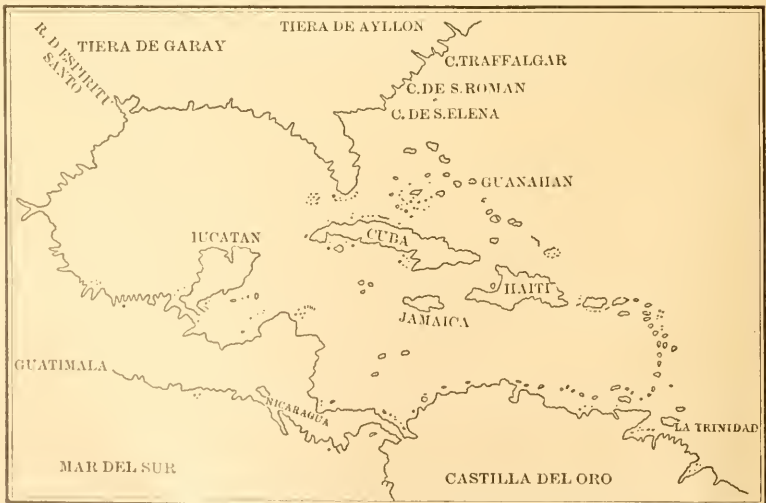 TIERA DE AYLLON
R. D ESPIRITU
SANTO
TIERA DE GARAY
C. TRAFFALGAR
C. DE S. ROMAN
C. DE S. ELENA
GUANAHAN
IUCATAN
CUBA
HAITI
JAMAICA
GUATIMALA
NICARAGUA
LA TRINIDAD
MAR DEL SUR
CASTILLA DEL ORO